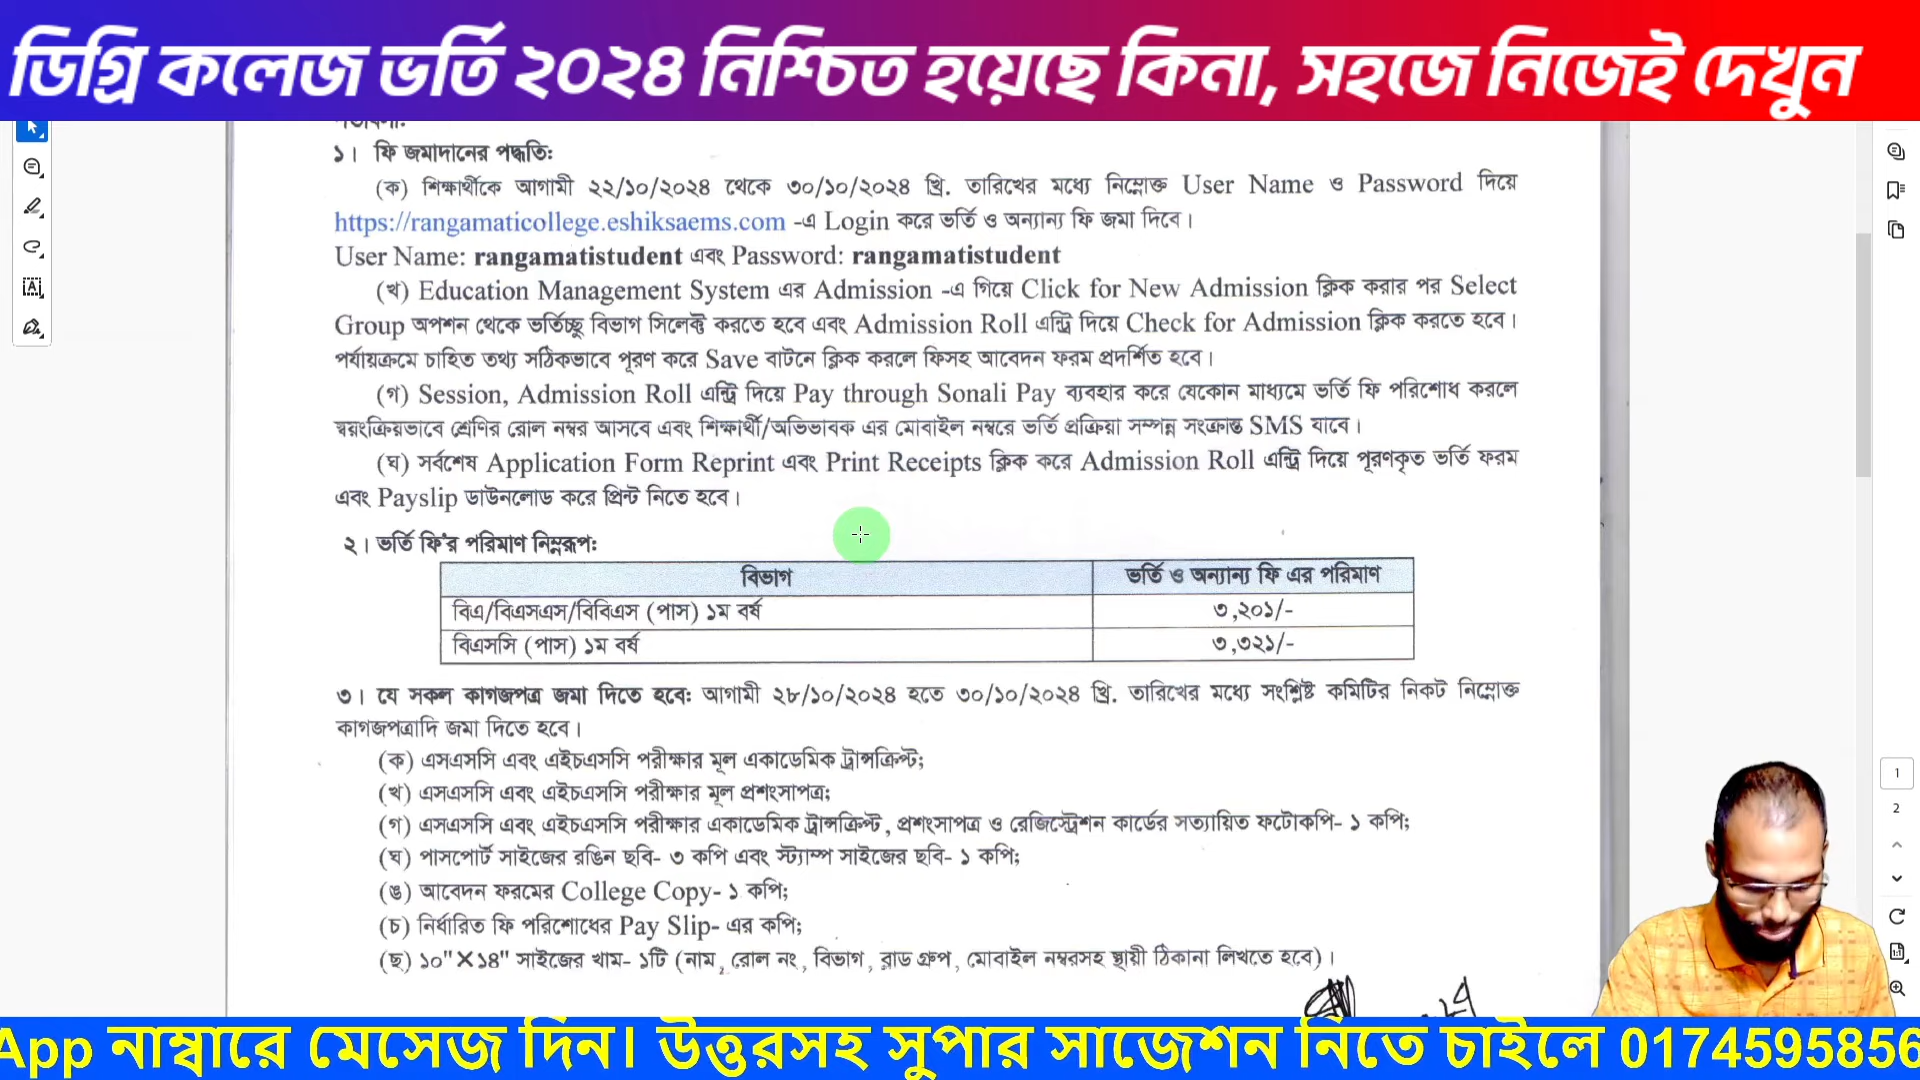 ডিগ্রি কলেজ ভর্তি ২০২৪ নিশ্চিত হয়েছে কিনা, সহজে নিজেই দেখুন
১। ফি জমাদানের পদ্ধতিঃ
(ক) শিক্ষার্থীকে আগামী ২২/১০/২০২৪ থেকে ৩০/১০/২০২৪ খ্রি. তারিখের মধ্যে নিম্নোক্ত User Name ও Password দিয়ে
https://rangamaticollege.eshiksaems.com -এ Login করে ভর্তি ও অন্যান্য ফি জমা দিবে।
User Name: rangamatistudent এবং Password: rangamatistudent
(খ) Education Management System এর Admission -এ গিয়ে Click for New Admission ক্লিক করার পর Select
Group অপশন থেকে ভর্তিচ্ছু বিভাগ সিলেক্ট করতে হবে এবং Admission Roll এন্ট্রি দিয়ে Check for Admission ক্লিক করতে হবে।
পর্যায়ক্রমে চাহিত তথ্য সঠিকভাবে পূরণ করে Save বাটনে ক্লিক করলে ফিসহ আবেদন ফরম প্রদর্শিত হবে।
(গ) Session, Admission Roll এন্ট্রি দিয়ে Pay through Sonali Pay ব্যবহার করে যেকোন মাধ্যমে ভর্তি ফি পরিশোধ করলে
স্বয়ংক্রিয়ভাবে শ্রেণির রোল নম্বর আসবে এবং শিক্ষার্থী/অভিভাবক এর মোবাইল নম্বরে ভর্তি প্রক্রিয়া সম্পন্ন সংক্রান্ত SMS যাবে।
(ঘ) সর্বশেষ Application Form Reprint এবং Print Receipts ক্লিক করে Admission Roll এন্ট্রি দিয়ে পূরণকৃত ভর্তি ফরম
এবং Payslip ডাউনলোড করে প্রিন্ট নিতে হবে।
২। ভর্তি ফি'র পরিমাণ নিম্নরূপঃ
বিভাগ ভর্তি ও অন্যান্য ফি এর পরিমাণ
বিএ/বিএসএস/বিবিএস (পাস) ১ম বর্ষ ৩,২০১/-
বিএসসি (পাস) ১ম বর্ষ ৩,৩২১/-
৩। যে সকল কাগজপত্র জমা দিতে হবেঃ আগামী ২৮/১০/২০২৪ হতে ৩০/১০/২০২৪ খ্রি. তারিখের মধ্যে সংশ্লিষ্ট কমিটির নিকট নিম্নোক্ত
কাগজপত্রাদি জমা দিতে হবে।
(ক) এসএসসি এবং এইচএসসি পরীক্ষার মূল একাডেমিক ট্রান্সক্রিপ্ট;
(খ) এসএসসি এবং এইচএসসি পরীক্ষার মূল প্রশংসাপত্র;
(গ) এসএসসি এবং এইচএসসি পরীক্ষার একাডেমিক ট্রান্সক্রিপ্ট, প্রশংসাপত্র ও রেজিস্ট্রেশন কার্ডের সত্যায়িত ফটোকপি- ১ কপি;
(ঘ) পাসপোর্ট সাইজের রঙিন ছবি- ৩ কপি এবং স্ট্যাম্প সাইজের ছবি- ১ কপি;
(ঙ) আবেদন ফরমের College Copy- ১ কপি;
(চ) নির্ধারিত ফি পরিশোধের Pay Slip- এর কপি;
(ছ) ১০"X১৪" সাইজের খাম- ১টি (নাম, রোল নং, বিভাগ, ব্লাড গ্রুপ, মোবাইল নম্বরসহ স্থায়ী ঠিকানা লিখতে হবে)।
1
2
App নাম্বারে মেসেজ দিন। উত্তরসহ সুপার সাজেশন নিতে চাইলে 0174595856